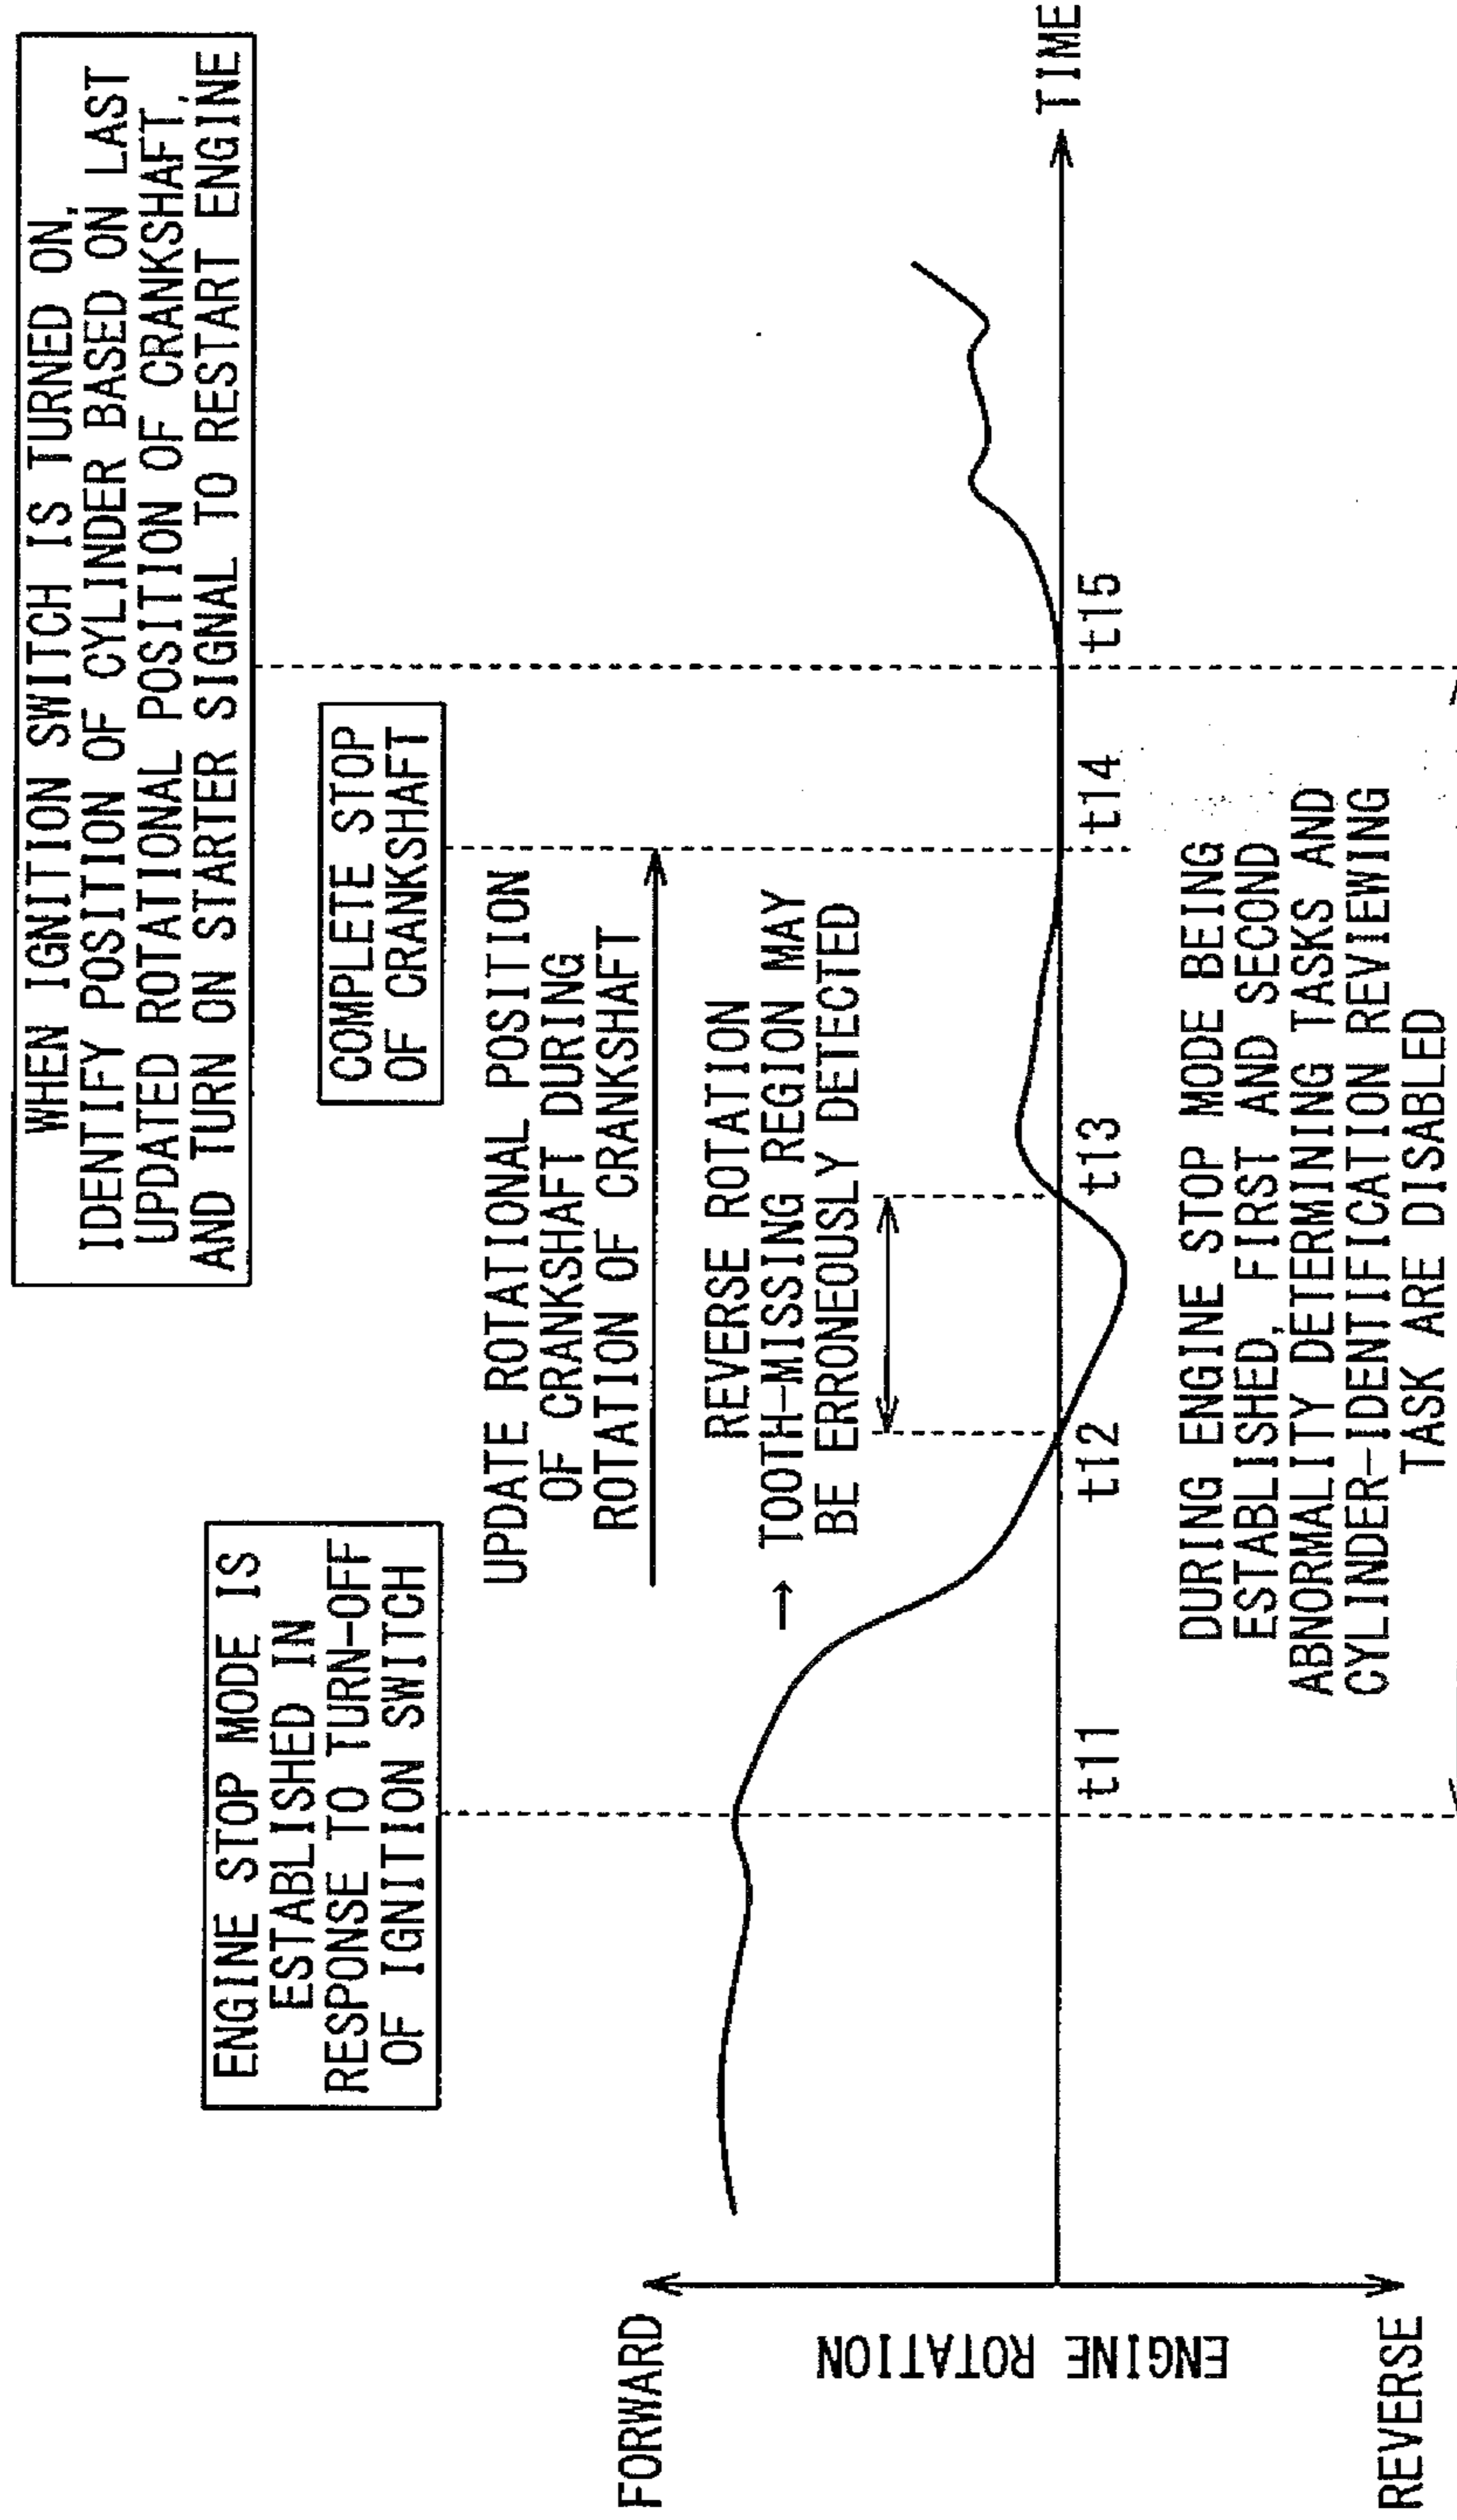 WHEN IGNITION SWITCH IS TURNED ON,
IDENTIFY POSITION OF CYLINDER BASED ON LAST
UPDATED ROTATIONAL POSITION OF CRANKSHAFT,
AND TURN ON STARTER SIGNAL TO RESTART ENGINE
ENGINE STOP MODE IS
ESTABLISHED IN
RESPONSE TO TURN-OFF
OF IGNITION SWITCH
COMPLETE STOP
OF CRANKSHAFT
UPDATE ROTATIONAL POSITION
OF CRANKSHAFT DURING
ROTATION OF CRANKSHAFT
REVERSE ROTATION
→ TOOTH-MISSING REGION MAY
BE ERRONEOUSLY DETECTED
FORWARD
ENGINE ROTATION
REVERSE
t11
t12
t13
t14
t15
TIME
DURING ENGINE STOP MODE BEING
ESTABLISHED, FIRST AND SECOND
ABNORMALITY DETERMINING TASKS AND
CYLINDER-IDENTIFICATION REVIEWING
TASK ARE DISABLED